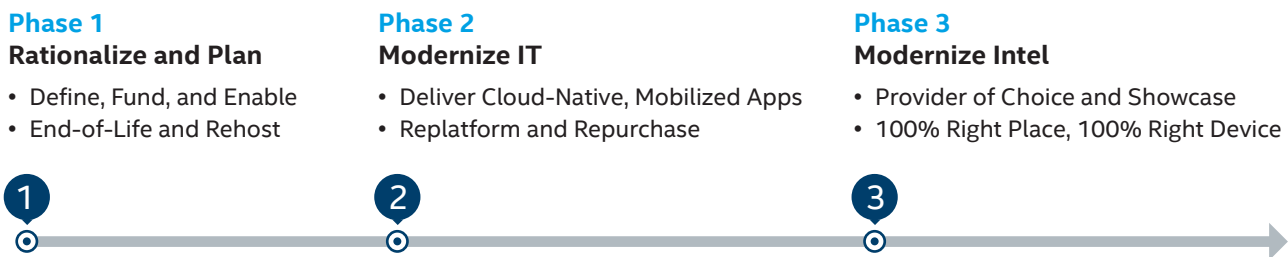 Phase 1
Rationalize and Plan
• Define, Fund, and Enable
• End-of-Life and Rehost
Phase 2
Modernize IT
• Deliver Cloud-Native, Mobilized Apps
• Replatform and Repurchase
Phase 3
Modernize Intel
• Provider of Choice and Showcase
• 100% Right Place, 100% Right Device
1
2
3